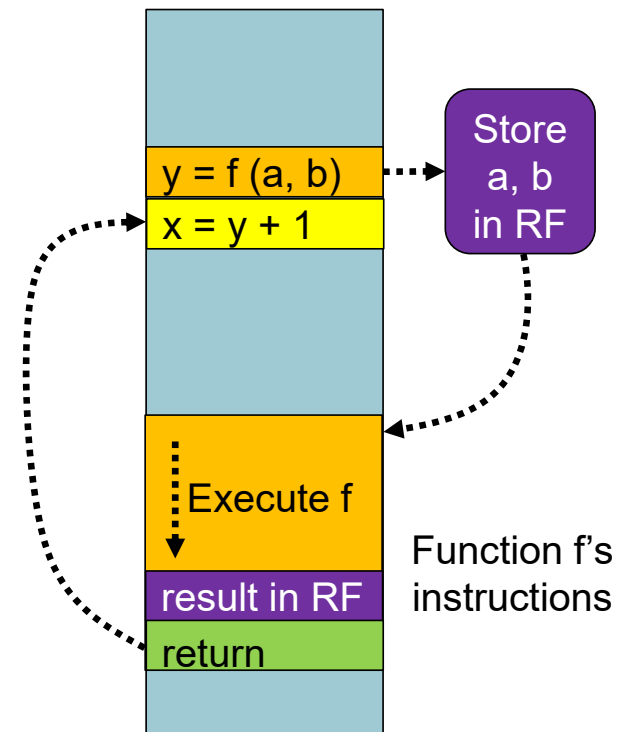 y = f (a, b)
x = y + 1
Store
a, b
in RF
Execute f
Function f's
instructions
result in RF
return